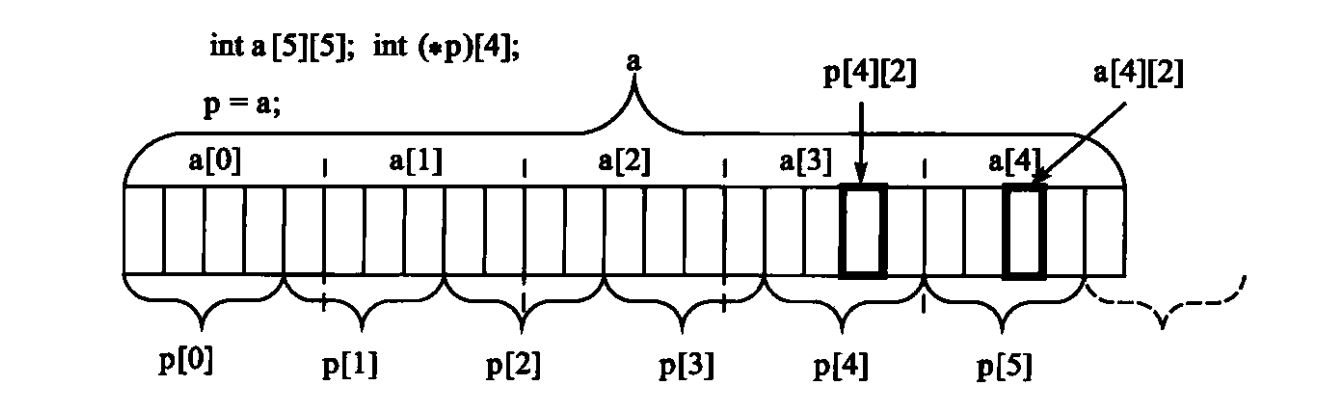 int a[5][5]; int (*p)[4];
a
p[4][2]
a[4][2]
p = a;
a[0] a[1] a[2] a[3] a[4]
p[0] p[1] p[2] p[3] p[4] p[5]